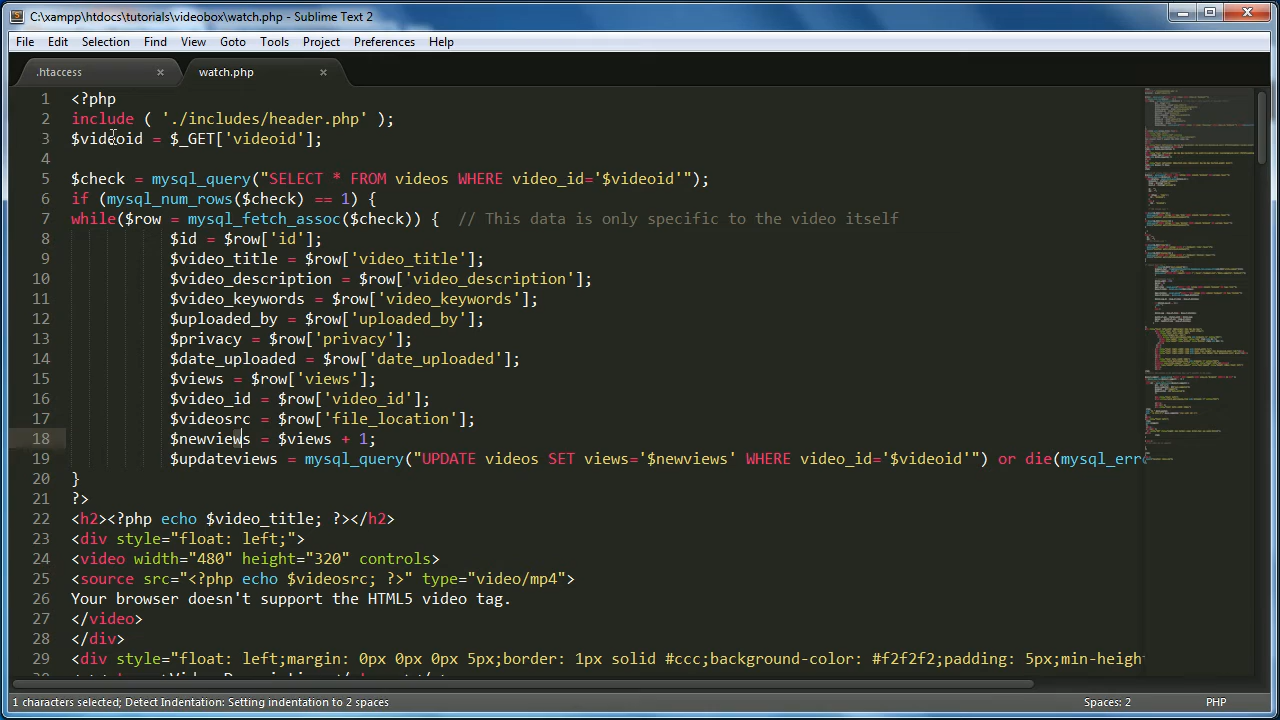 C:\xampp\htdocs\tutorials\videobox\watch.php - Sublime Text 2
File Edit Selection Find View Goto Tools Project Preferences Help
.htaccess × watch.php ×
1 <?php
2 include ( './includes/header.php' );
3 $videoid = $_GET['videoid'];
4
5 $check = mysql_query("SELECT * FROM videos WHERE video_id='$videoid'");
6 if (mysql_num_rows($check) == 1) {
7 while($row = mysql_fetch_assoc($check)) { // This data is only specific to the video itself
8 $id = $row['id'];
9 $video_title = $row['video_title'];
10 $video_description = $row['video_description'];
11 $video_keywords = $row['video_keywords'];
12 $uploaded_by = $row['uploaded_by'];
13 $privacy = $row['privacy'];
14 $date_uploaded = $row['date_uploaded'];
15 $views = $row['views'];
16 $video_id = $row['video_id'];
17 $videosrc = $row['file_location'];
18 $newviews = $views + 1;
19 $updateviews = mysql_query("UPDATE videos SET views='$newviews' WHERE video_id='$videoid'") or die(mysql_erro
20 }
21 ?>
22 <h2><?php echo $video_title; ?></h2>
23 <div style="float: left;">
24 <video width="480" height="320" controls>
25 <source src="<?php echo $videosrc; ?>" type="video/mp4">
26 Your browser doesn't support the HTML5 video tag.
27 </video>
28 </div>
29 <div style="float: left;margin: 0px 0px 0px 5px;border: 1px solid #ccc;background-color: #f2f2f2;padding: 5px;min-height
1 characters selected; Detect Indentation: Setting indentation to 2 spaces Spaces: 2 PHP